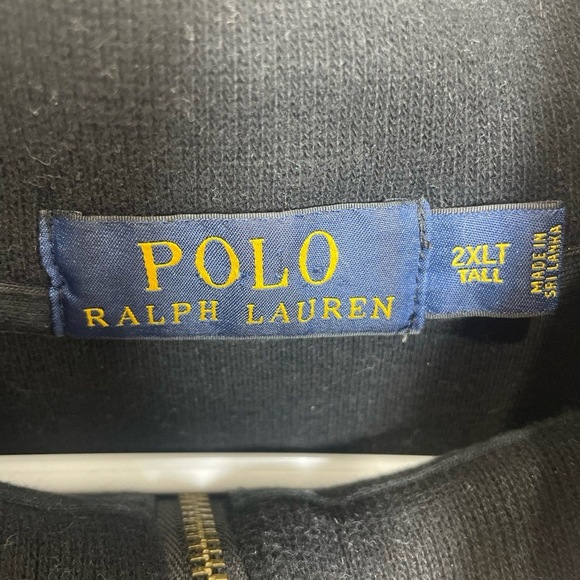 POLO
RALPH LAUREN
2XLT
TALL
MADE IN
SRI LANKA